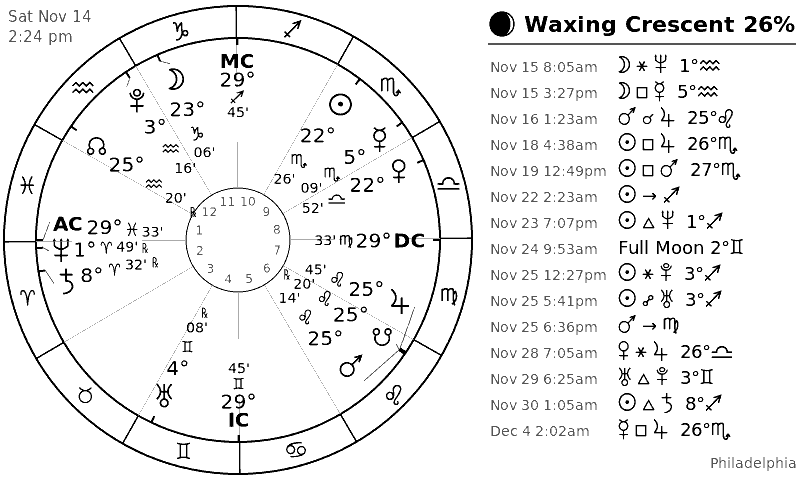 Sat Nov 14
2:24 pm
☽
♇
MC
29°
♐
45'
☉
22°
♏
26'
☿
5°
♏
09'
♀
22°
♎
52'
23°
♑
06'
3°
♒
16'
☊
25°
♒
20'
℞
♑
♐
♒
♏
♓
♎
♈
♍
♉
♌
♊
♋
11 10
12 9
1 8
2 7
3 6
4 5
AC 29° ♓ 33'
♆ 1° ♈ 49' ℞
♄ 8° ♈ 32' ℞
33' ♍ 29° DC
45' ♌ 25° ♃
℞ 20' ♌ 25° ☋
14' ♌ 25° ♂
℞
08'
♊
4°
♅
45'
♊
29°
IC
Waxing Crescent 26%
Nov 15 8:05am ☽ ⚹ ♆ 1°♒
Nov 15 3:27pm ☽ □ ☿ 5°♒
Nov 16 1:23am ♂ ☌ ♃ 25°♌
Nov 18 4:38am ☉ □ ♃ 26°♏
Nov 19 12:49pm ☉ □ ♂ 27°♏
Nov 22 2:23am ☉ → ♐
Nov 23 7:07pm ☉ △ ♆ 1°♐
Nov 24 9:53am Full Moon 2°♊
Nov 25 12:27pm ☉ ⚹ ♇ 3°♐
Nov 25 5:41pm ☉ ☍ ♅ 3°♐
Nov 25 6:36pm ♂ → ♍
Nov 28 7:05am ♀ ⚹ ♃ 26°♎
Nov 29 6:25am ♅ △ ♇ 3°♊
Nov 30 1:05am ☉ △ ♄ 8°♐
Dec 4 2:02am ☿ □ ♃ 26°♏
Philadelphia